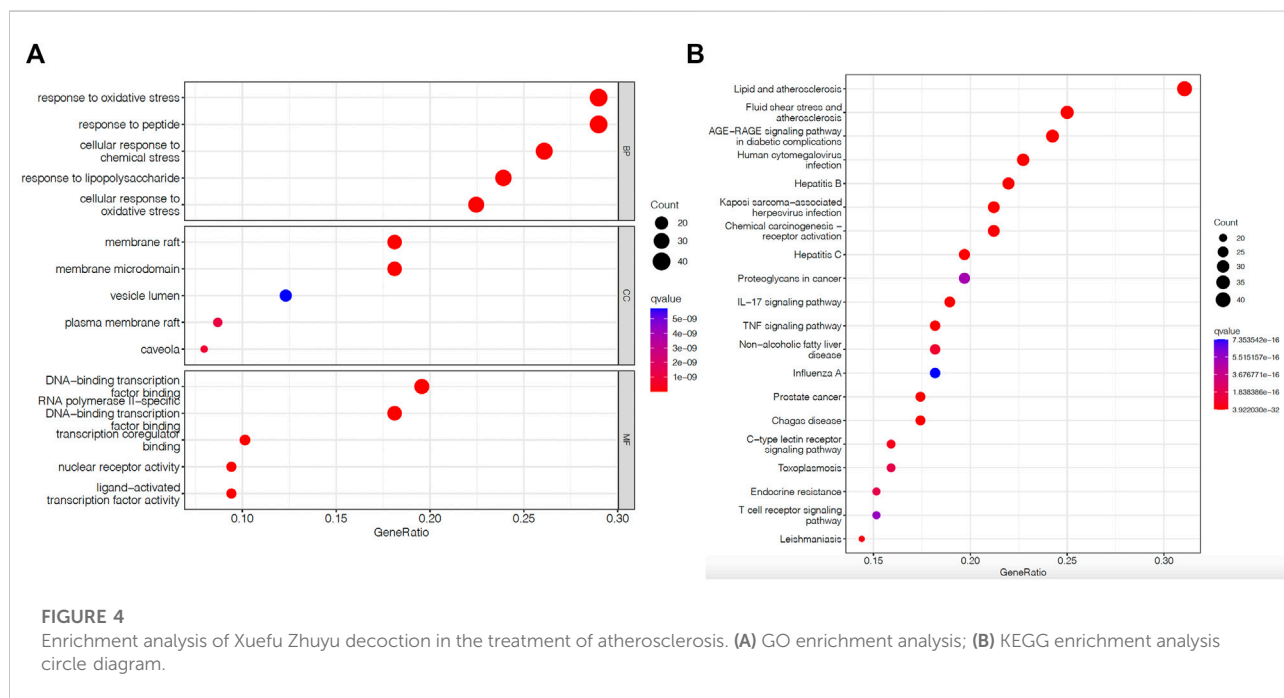 A
response to oxidative stress
response to peptide
cellular response to
chemical stress
response to lipopolysaccharide
cellular response to
oxidative stress
BP
membrane raft
membrane microdomain
vesicle lumen
plasma membrane raft
caveola
CC
DNA−binding transcription
factor binding
RNA polymerase II−specific
DNA−binding transcription
factor binding
transcription coregulator
binding
nuclear receptor activity
ligand−activated
transcription factor activity
MF
0.10 0.15 0.20 0.25 0.30
GeneRatio
Count
20
30
40
qvalue
5e−09
4e−09
3e−09
2e−09
1e−09
B
Lipid and atherosclerosis
Fluid shear stress and
atherosclerosis
AGE−RAGE signaling pathway
in diabetic complications
Human cytomegalovirus
infection
Hepatitis B
Kaposi sarcoma−associated
herpesvirus infection
Chemical carcinogenesis −
receptor activation
Hepatitis C
Proteoglycans in cancer
IL−17 signaling pathway
TNF signaling pathway
Non−alcoholic fatty liver
disease
Influenza A
Prostate cancer
Chagas disease
C−type lectin receptor
signaling pathway
Toxoplasmosis
Endocrine resistance
T cell receptor signaling
pathway
Leishmaniasis
0.15 0.20 0.25 0.30
GeneRatio
Count
20
25
30
35
40
qvalue
7.353542e−16
5.515157e−16
3.676771e−16
1.838386e−16
3.922030e−32
FIGURE 4
Enrichment analysis of Xuefu Zhuyu decoction in the treatment of atherosclerosis. (A) GO enrichment analysis; (B) KEGG enrichment analysis
circle diagram.